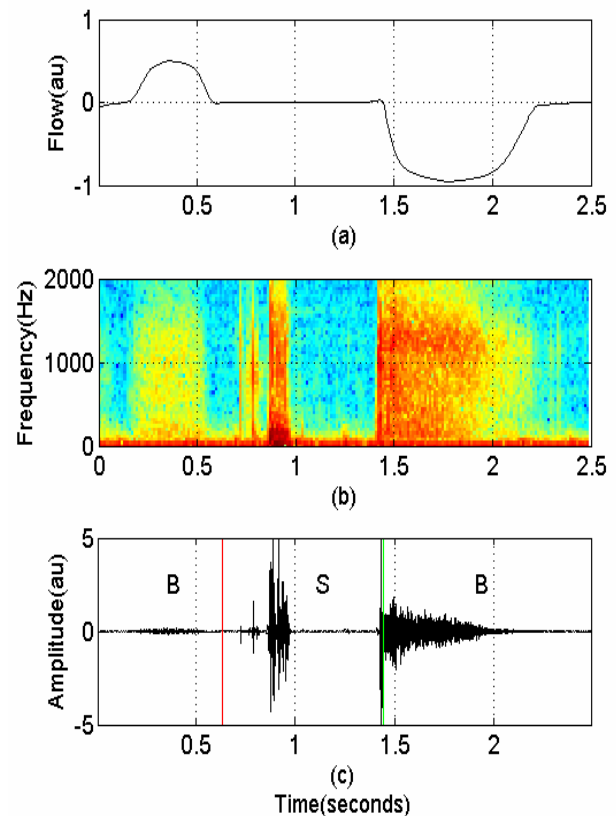 1
0
-1
Flow(au)
0.5 1 1.5 2 2.5
(a)
2000
1000
0
Frequency(Hz)
0 0.5 1 1.5 2 2.5
(b)
5
0
-5
Amplitude(au)
B S B
0.5 1 1.5 2
(c)
Time(seconds)